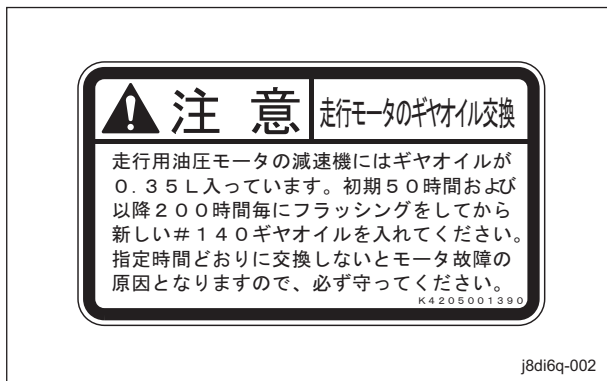 注 意 走行モータのギヤオイル交換
走行用油圧モータの減速機にはギヤオイルが
0.35L入っています。初期50時間および
以降200時間毎にフラッシングをしてから
新しい#140ギヤオイルを入れてください。
指定時間どおりに交換しないとモータ故障の
原因となりますので、必ず守ってください。
K4205001390
j8di6q-002